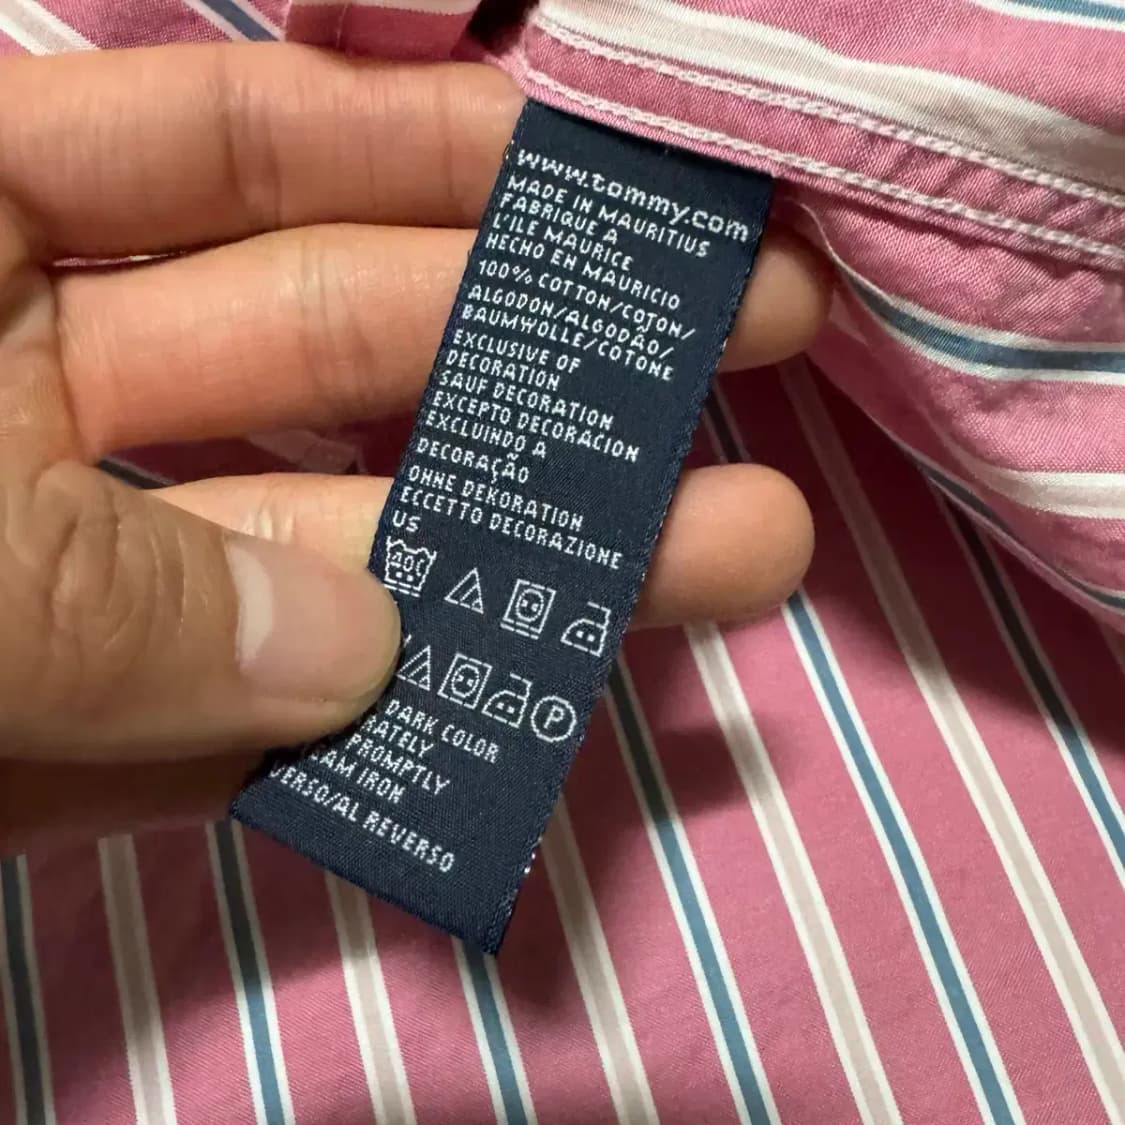 www.tommy.com
MADE IN MAURITIUS
FABRIQUE A
L'ILE MAURICE
HECHO EN MAURICIO
100% COTTON/COTON/
ALGODON/ALGODÃO/
BAUMWOLLE/COTONE
EXCLUSIVE OF
DECORATION
SAUF DECORATION
EXCEPTO DECORACION
EXCLUINDO A
DECORAÇÃO
OHNE DEKORATION
ECCETTO DECORAZIONE
US
40C
P
DARK COLOR
RATELY
PROMPTLY
AM IRON
VERSO/AL REVERSO